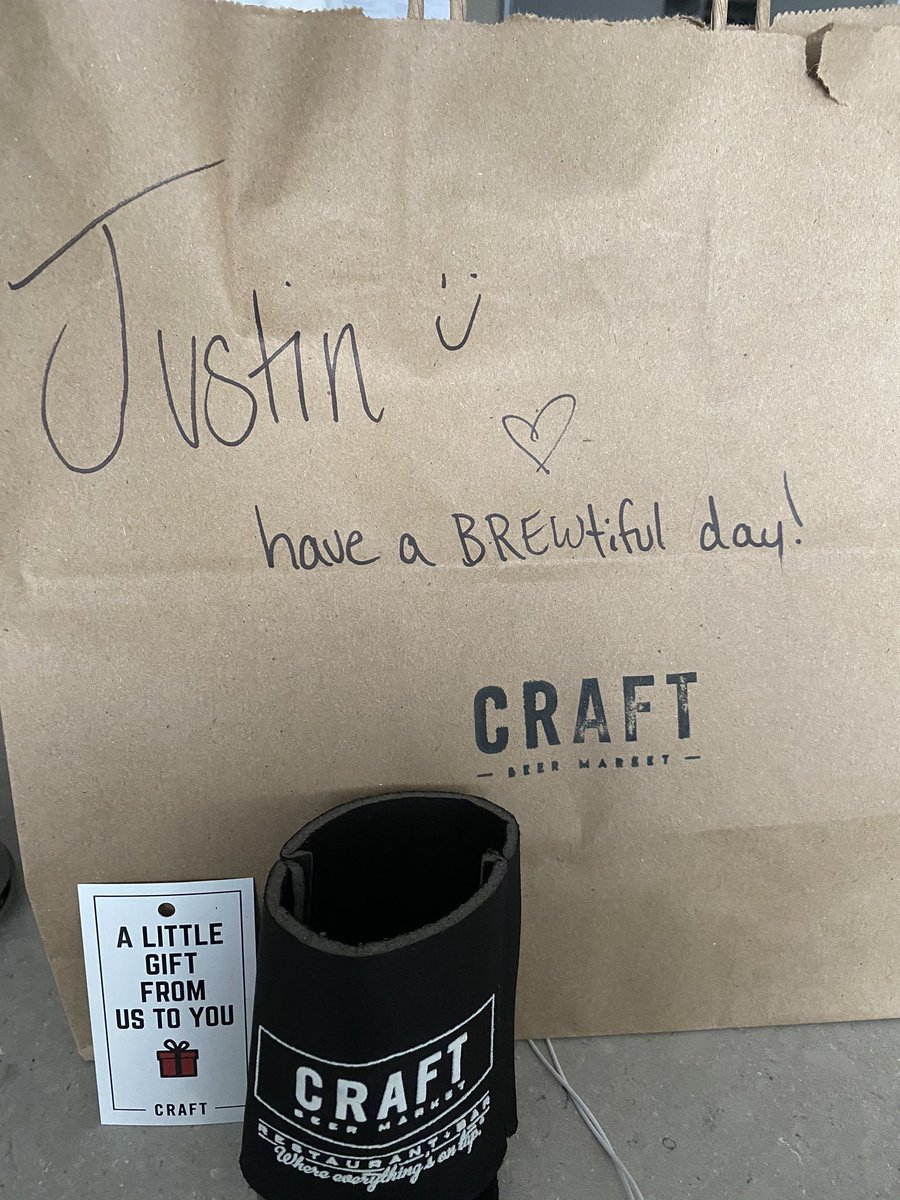 Justin
have a BREWtiful day!
CRAFT
BEER MARKET
A LITTLE
GIFT
FROM
US TO YOU
CRAFT
CRAFT
BEER MARKET
RESTAURANT + BAR
Where everything's on tap.